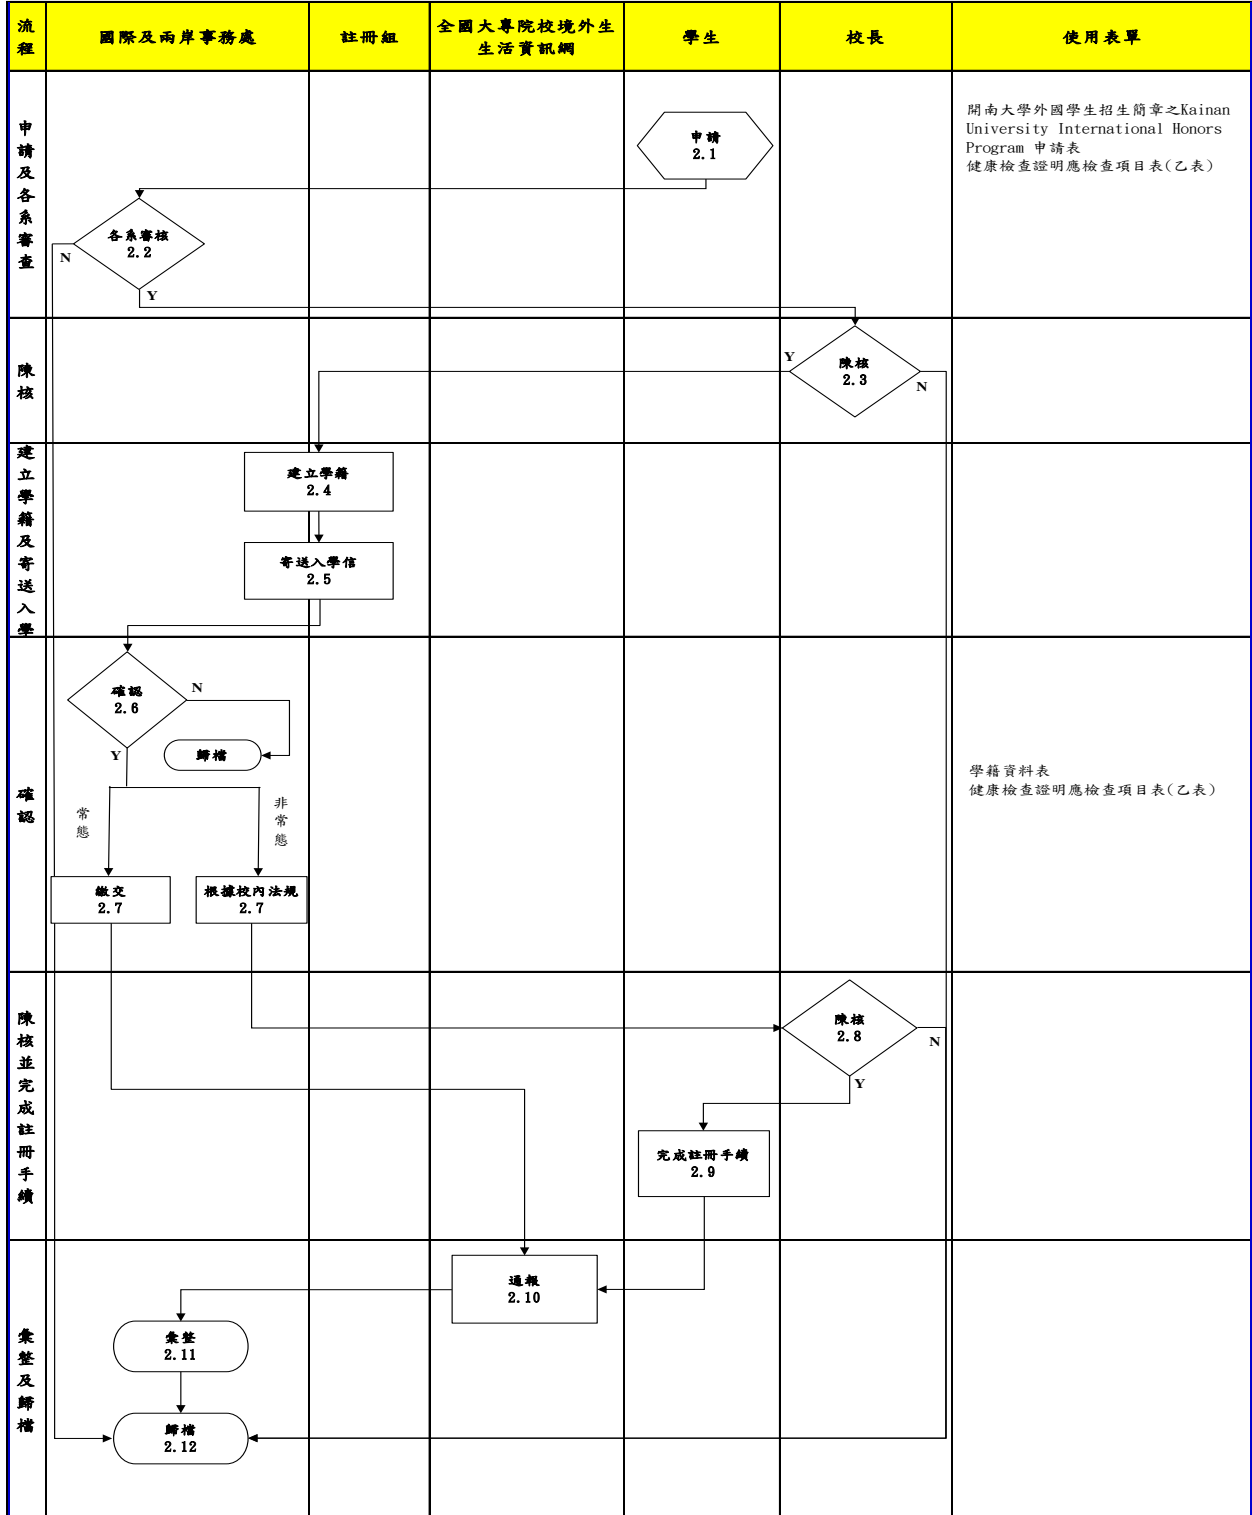 流
程
國際及兩岸事務處
註冊組
全國大專院校境外生
生活資訊網
學生
校長
使用表單
申
請
及
各
系
審
查
申請
2.1
開南大學外國學生招生簡章之Kainan
University International Honors
Program 申請表
健康檢查證明應檢查項目表(乙表)
各系審核
2.2
N
Y
陳
核
陳核
2.3
Y
N
建
立
學
籍
及
寄
送
入
學
建立學籍
2.4
寄送入學信
2.5
確
認
確認
2.6
N
Y
歸檔
常
態
非
常
態
學籍資料表
健康檢查證明應檢查項目表(乙表)
繳交
2.7
根據校內法規
2.7
陳
核
並
完
成
註
冊
手
續
陳核
2.8
N
Y
完成註冊手續
2.9
彙
整
及
歸
檔
通報
2.10
彙整
2.11
歸檔
2.12